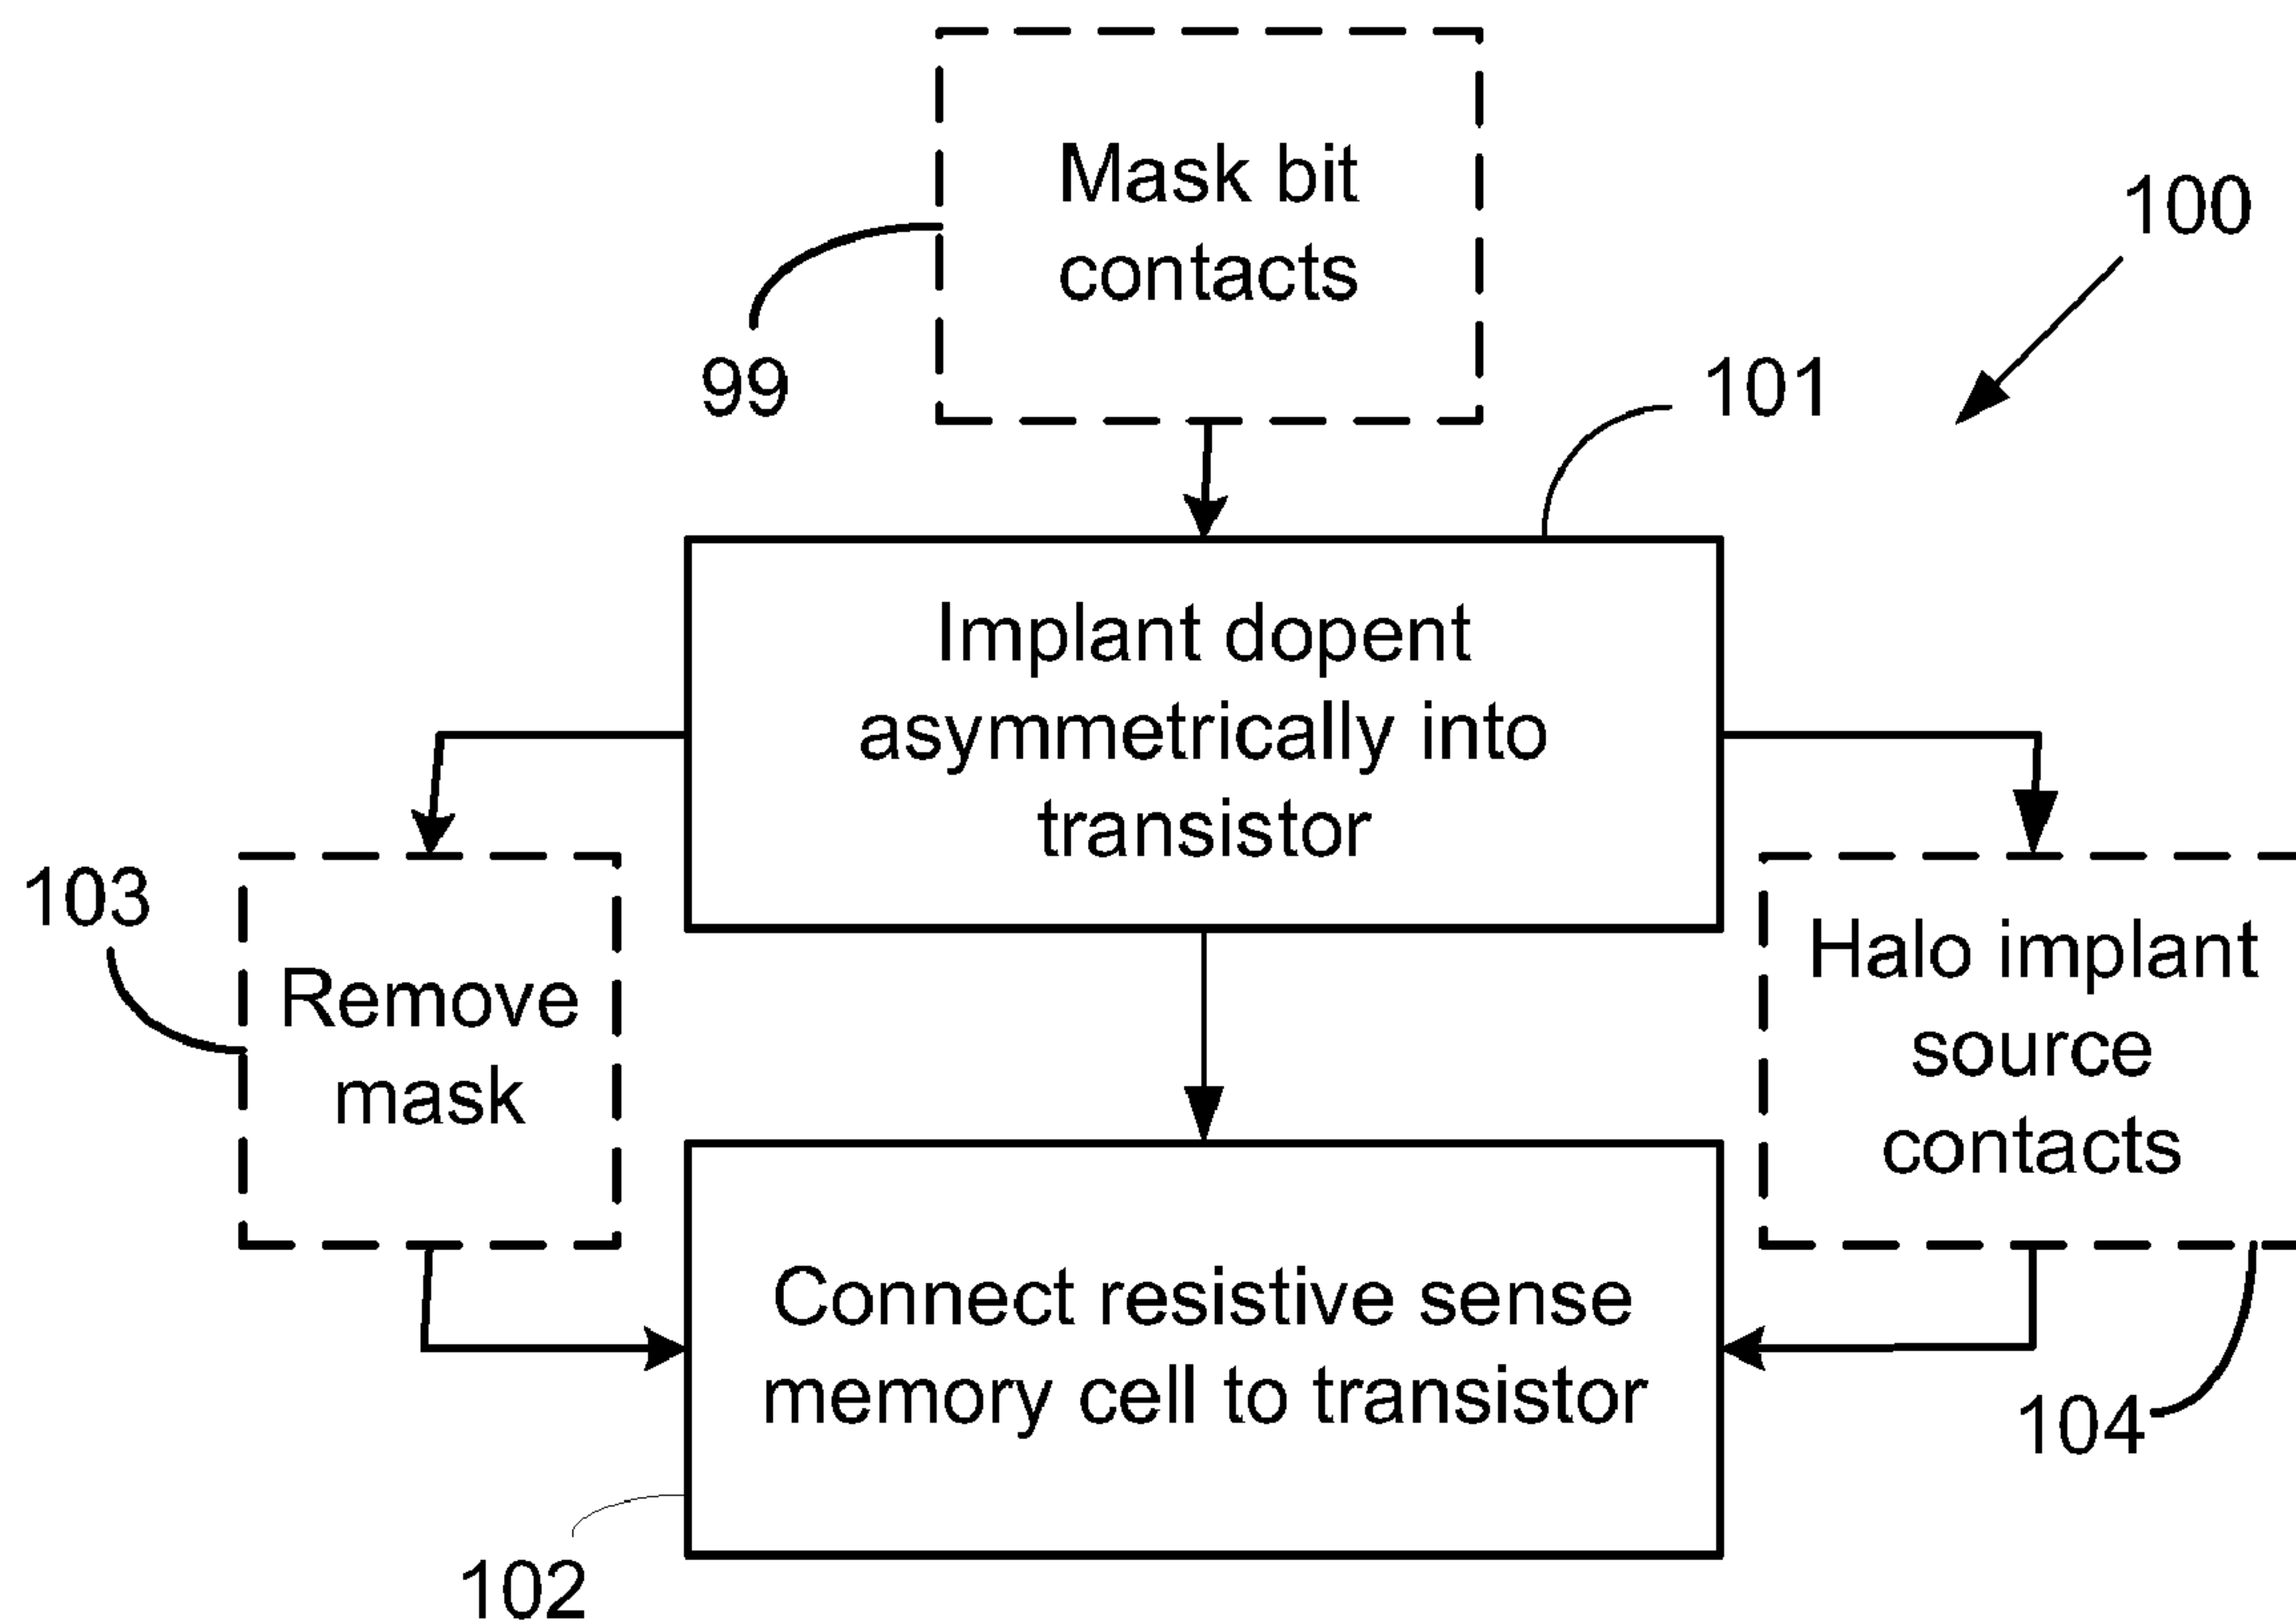 Mask bit
contacts
100
99
101
Implant dopent
asymmetrically into
transistor
103
Remove
mask
Halo implant
source
contacts
Connect resistive sense
memory cell to transistor
104
102